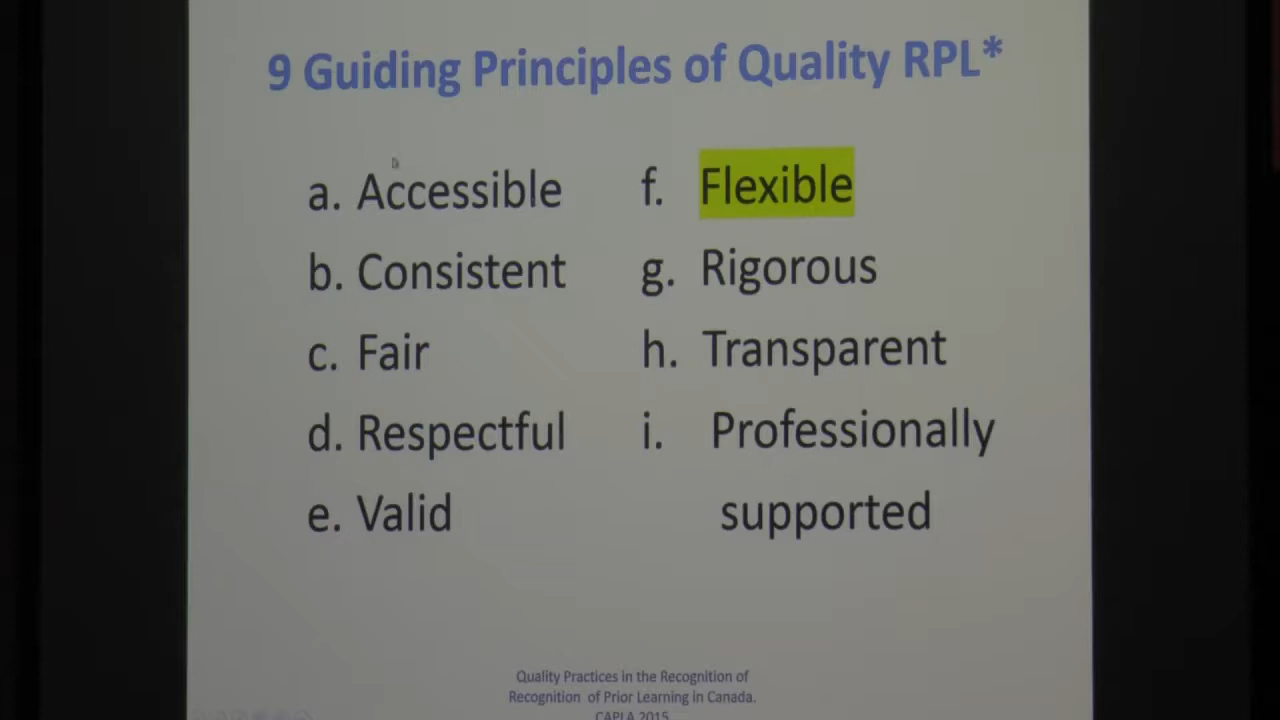 9 Guiding Principles of Quality RPL*
a. Accessible
b. Consistent
c. Fair
d. Respectful
e. Valid
f. Flexible
g. Rigorous
h. Transparent
i. Professionally
supported
Quality Practices in the Recognition of
Recognition of Prior Learning in Canada.
CAPLA 2015